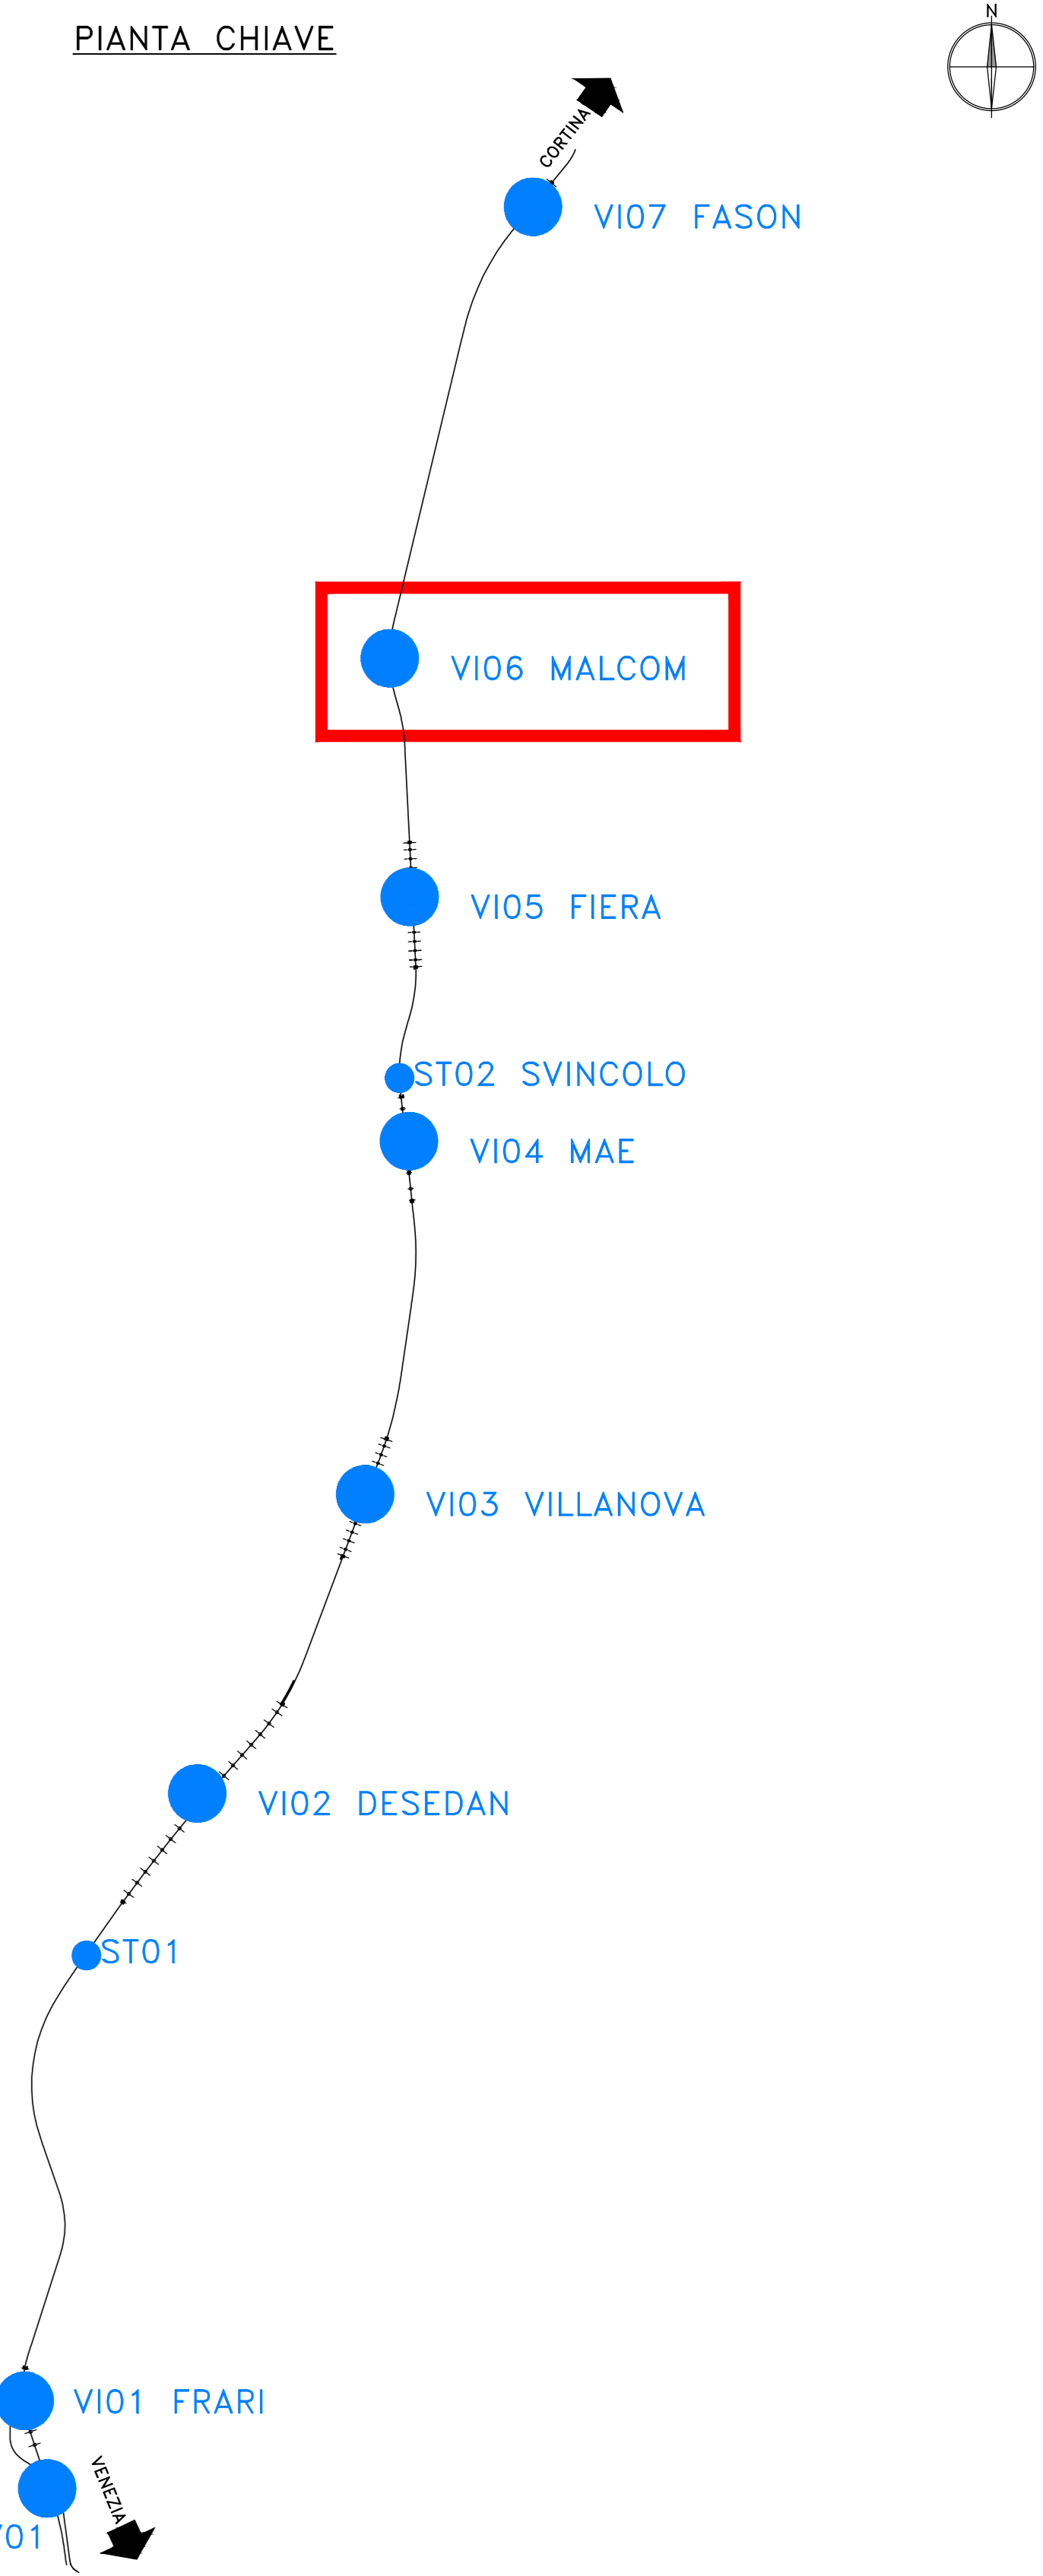 PIANTA CHIAVE
N
CORTINA
VI07 FASON
VI06 MALCOM
VI05 FIERA
ST02 SVINCOLO
VI04 MAE
VI03 VILLANOVA
VI02 DESEDAN
ST01
VI01 FRARI
VENEZIA